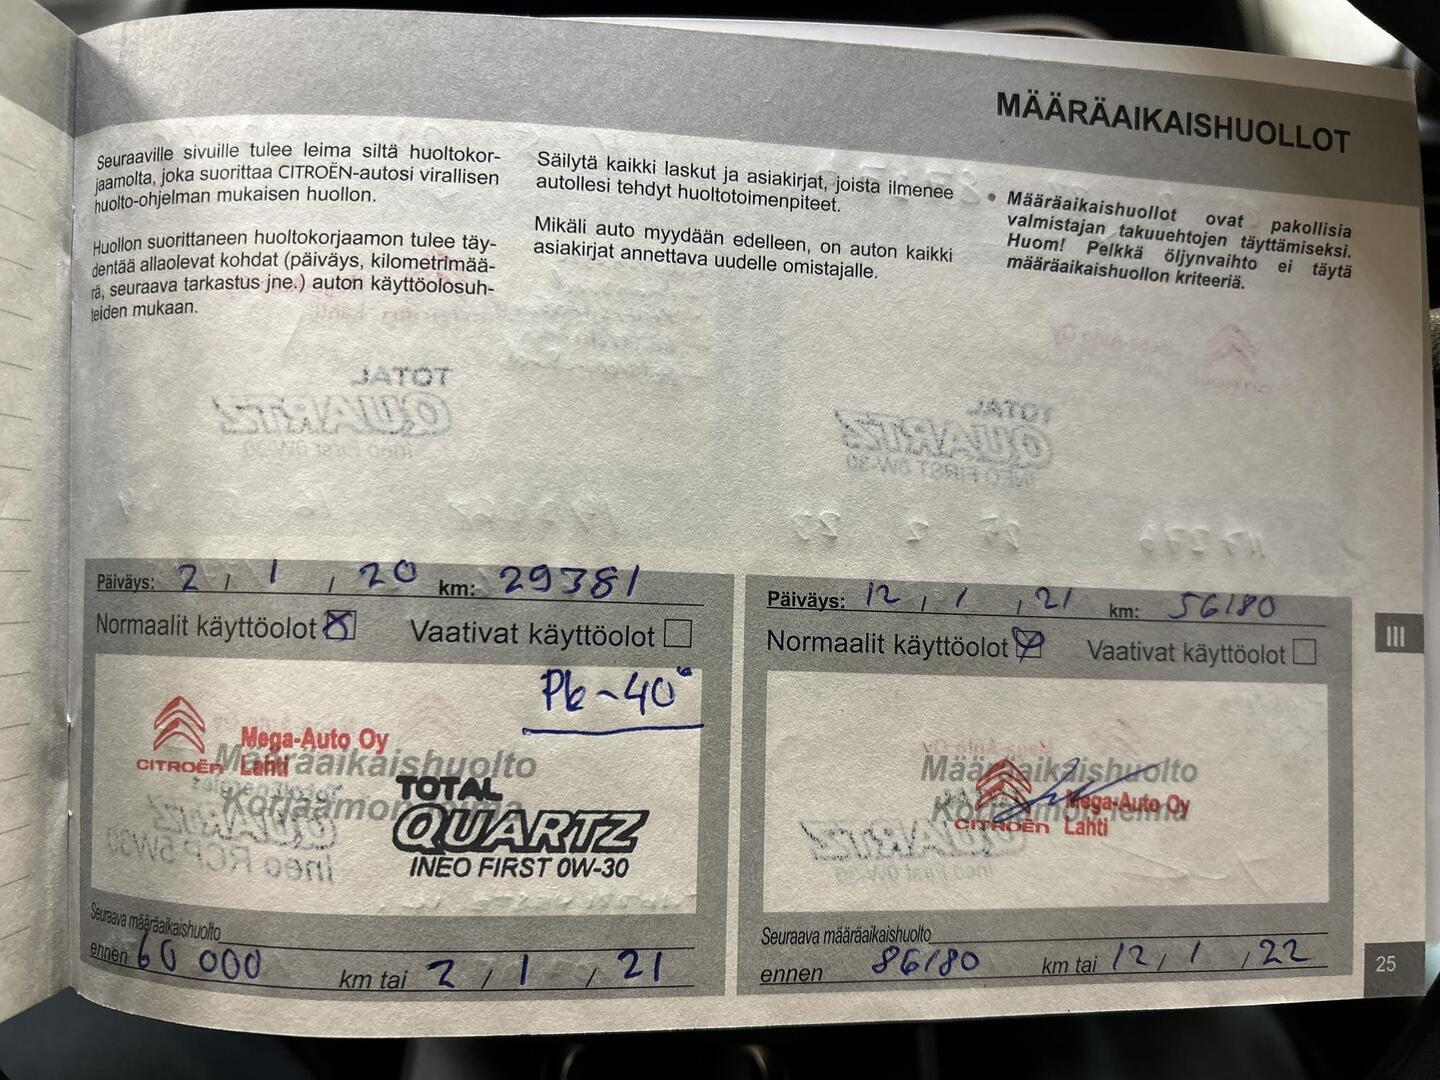 MÄÄRÄAIKAISHUOLLOT
Seuraaville sivuille tulee leima siltä huoltokor-
jaamolta, joka suorittaa CITROËN-autosi virallisen
huolto-ohjelman mukaisen huollon.
Huollon suorittaneen huoltokorjaamon tulee täy-
dentää allaolevat kohdat (päiväys, kilometrimää-
rä, seuraava tarkastus jne.) auton käyttöolosuh-
teiden mukaan.
Säilytä kaikki laskut ja asiakirjat, joista ilmenee
autollesi tehdyt huoltotoimenpiteet.
Mikäli auto myydään edelleen, on auton kaikki
asiakirjat annettava uudelle omistajalle.
• Määräaikaishuollot ovat pakollisia
valmistajan takuuehtojen täyttämiseksi.
Huom! Pelkkä öljynvaihto ei täytä
määräaikaishuollon kriteeriä.
Päiväys: 2 / 1 / 20 km: 29381
Normaalit käyttöolot Vaativat käyttöolot
Pk -40°
Mega-Auto Oy
CITROËN Lahti
Määräaikaishuolto
Korjaamon leima
TOTAL
QUARTZ
INEO FIRST 0W-30
Seuraava määräaikaishuolto
ennen 60 000 km tai 2 / 1 / 21
Päiväys: 12 / 1 / 21 km: 56180
Normaalit käyttöolot Vaativat käyttöolot
Määräaikaishuolto
Korjaamon leima
Mega-Auto Oy
CITROËN Lahti
Seuraava määräaikaishuolto
ennen 86180 km tai 12 / 1 / 22
III
25